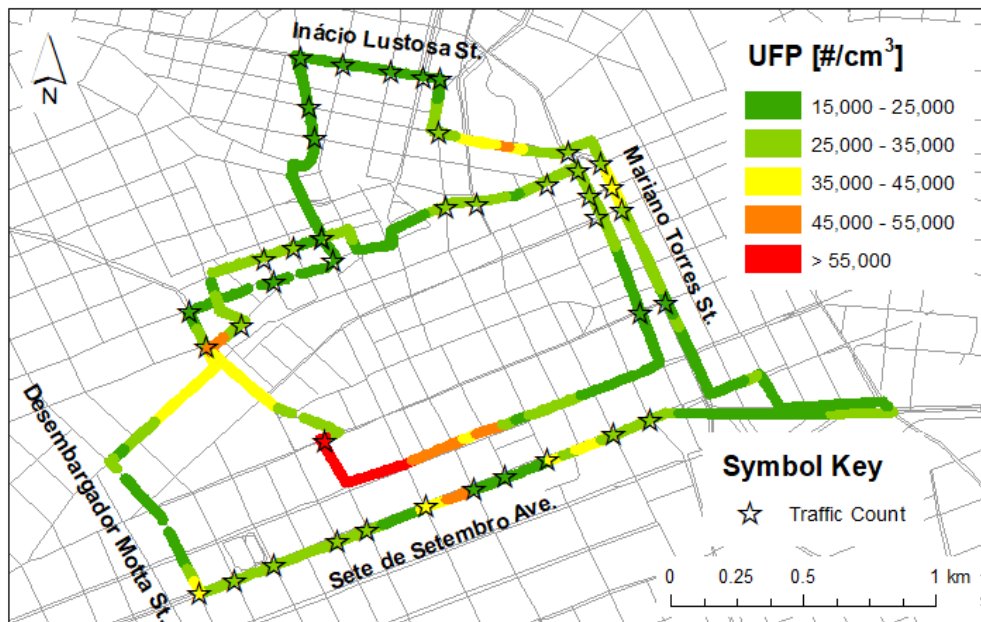 Inácio Lustosa St.
N
UFP [#/cm³]
15,000 - 25,000
25,000 - 35,000
35,000 - 45,000
45,000 - 55,000
> 55,000
Mariano Torres St.
Desembargador Motta St.
Sete de Setembro Ave.
Symbol Key
Traffic Count
0 0.25 0.5 1 km